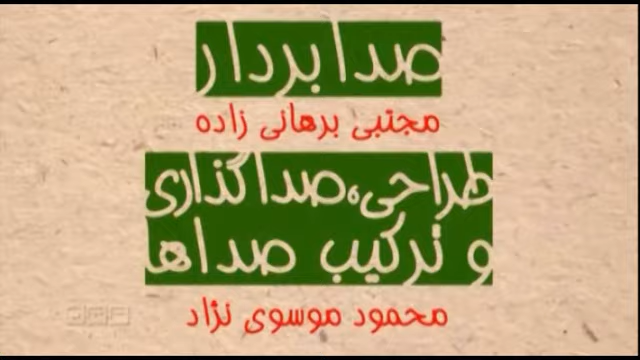 صدابردار
مجتبی برهانی زاده
طراحی،صداگذاری
و ترکیب صداها
محمود موسوی نژاد